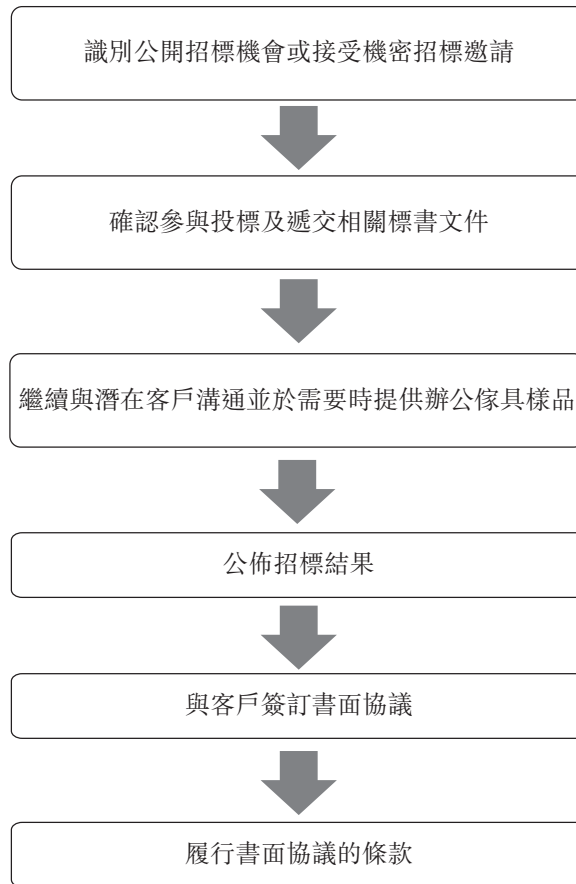 識別公開招標機會或接受機密招標邀請
確認參與投標及遞交相關標書文件
繼續與潛在客戶溝通並於需要時提供辦公傢具樣品
公佈招標結果
與客戶簽訂書面協議
履行書面協議的條款